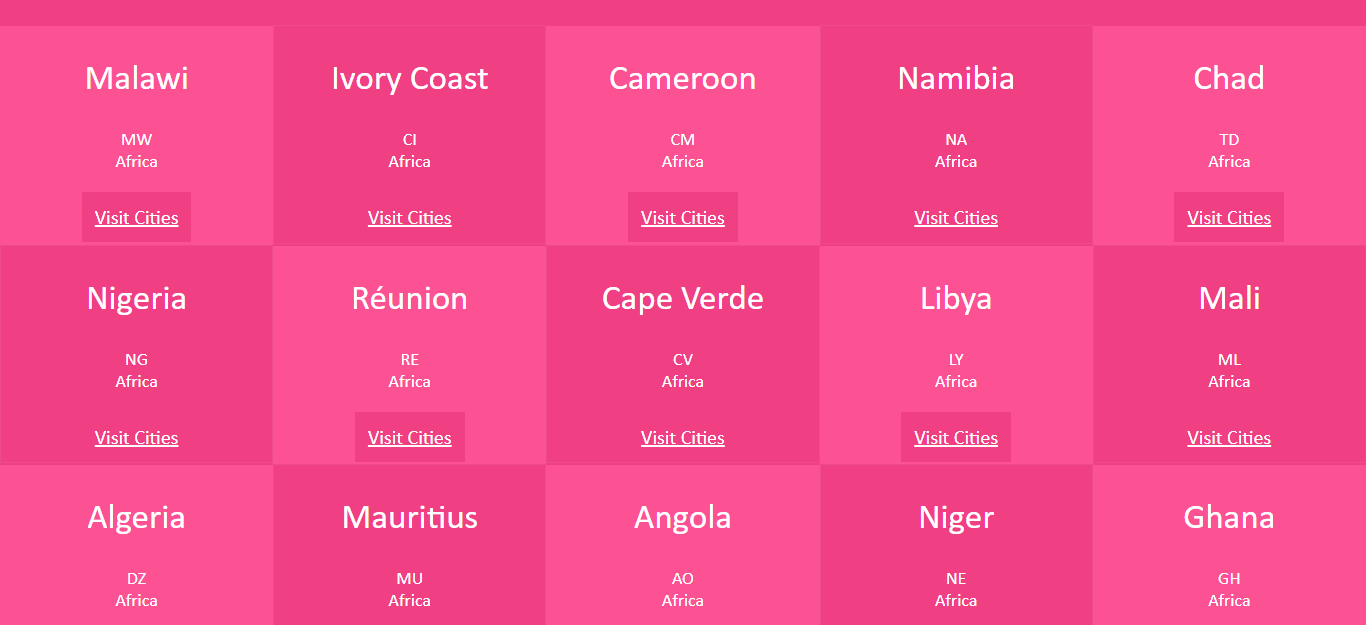 Malawi
MW
Africa
Visit Cities
Ivory Coast
CI
Africa
Visit Cities
Cameroon
CM
Africa
Visit Cities
Namibia
NA
Africa
Visit Cities
Chad
TD
Africa
Visit Cities
Nigeria
NG
Africa
Visit Cities
Réunion
RE
Africa
Visit Cities
Cape Verde
CV
Africa
Visit Cities
Libya
LY
Africa
Visit Cities
Mali
ML
Africa
Visit Cities
Algeria
DZ
Africa
Mauritius
MU
Africa
Angola
AO
Africa
Niger
NE
Africa
Ghana
GH
Africa